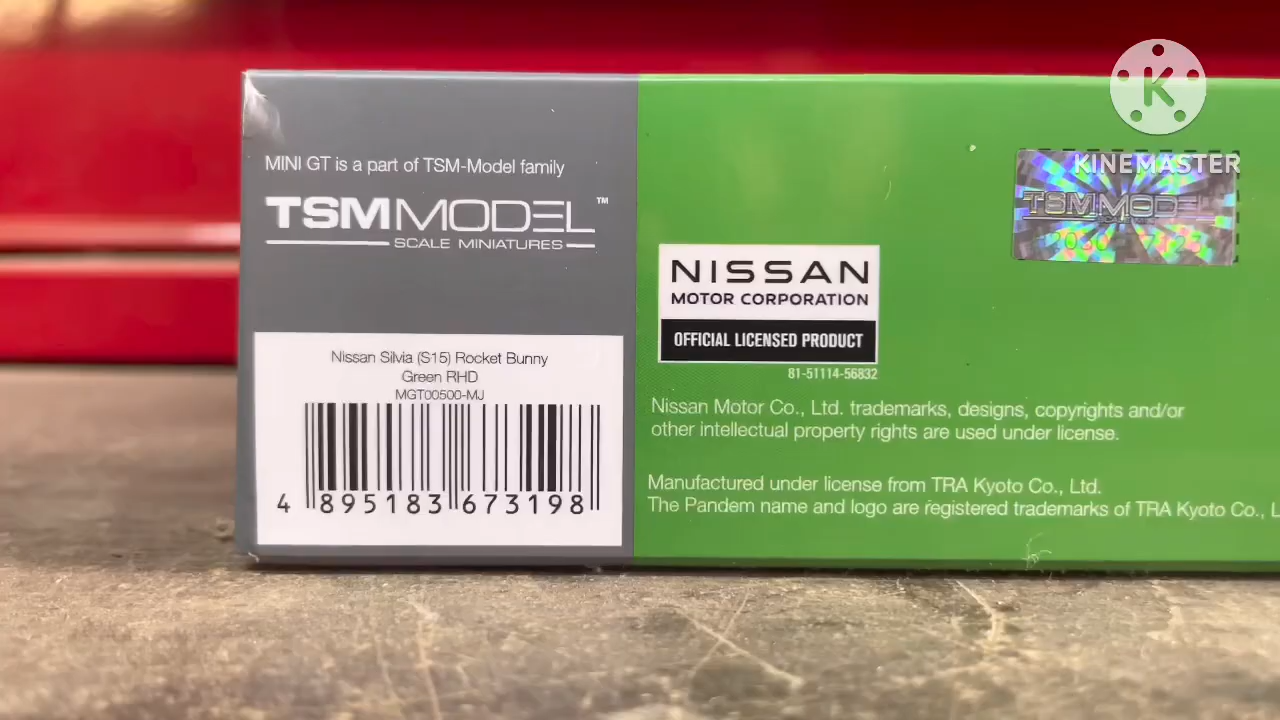 MINI GT is a part of TSM-Model family
TSMMODEL™
SCALE MINIATURES
Nissan Silvia (S15) Rocket Bunny
Green RHD
MGT00500-MJ
4 895183 673198
NISSAN
MOTOR CORPORATION
OFFICIAL LICENSED PRODUCT
81-51114-56832
Nissan Motor Co., Ltd. trademarks, designs, copyrights and/or
other intellectual property rights are used under license.
Manufactured under license from TRA Kyoto Co., Ltd.
The Pandem name and logo are registered trademarks of TRA Kyoto Co.,
K
KINEMASTER
TSMMODEL